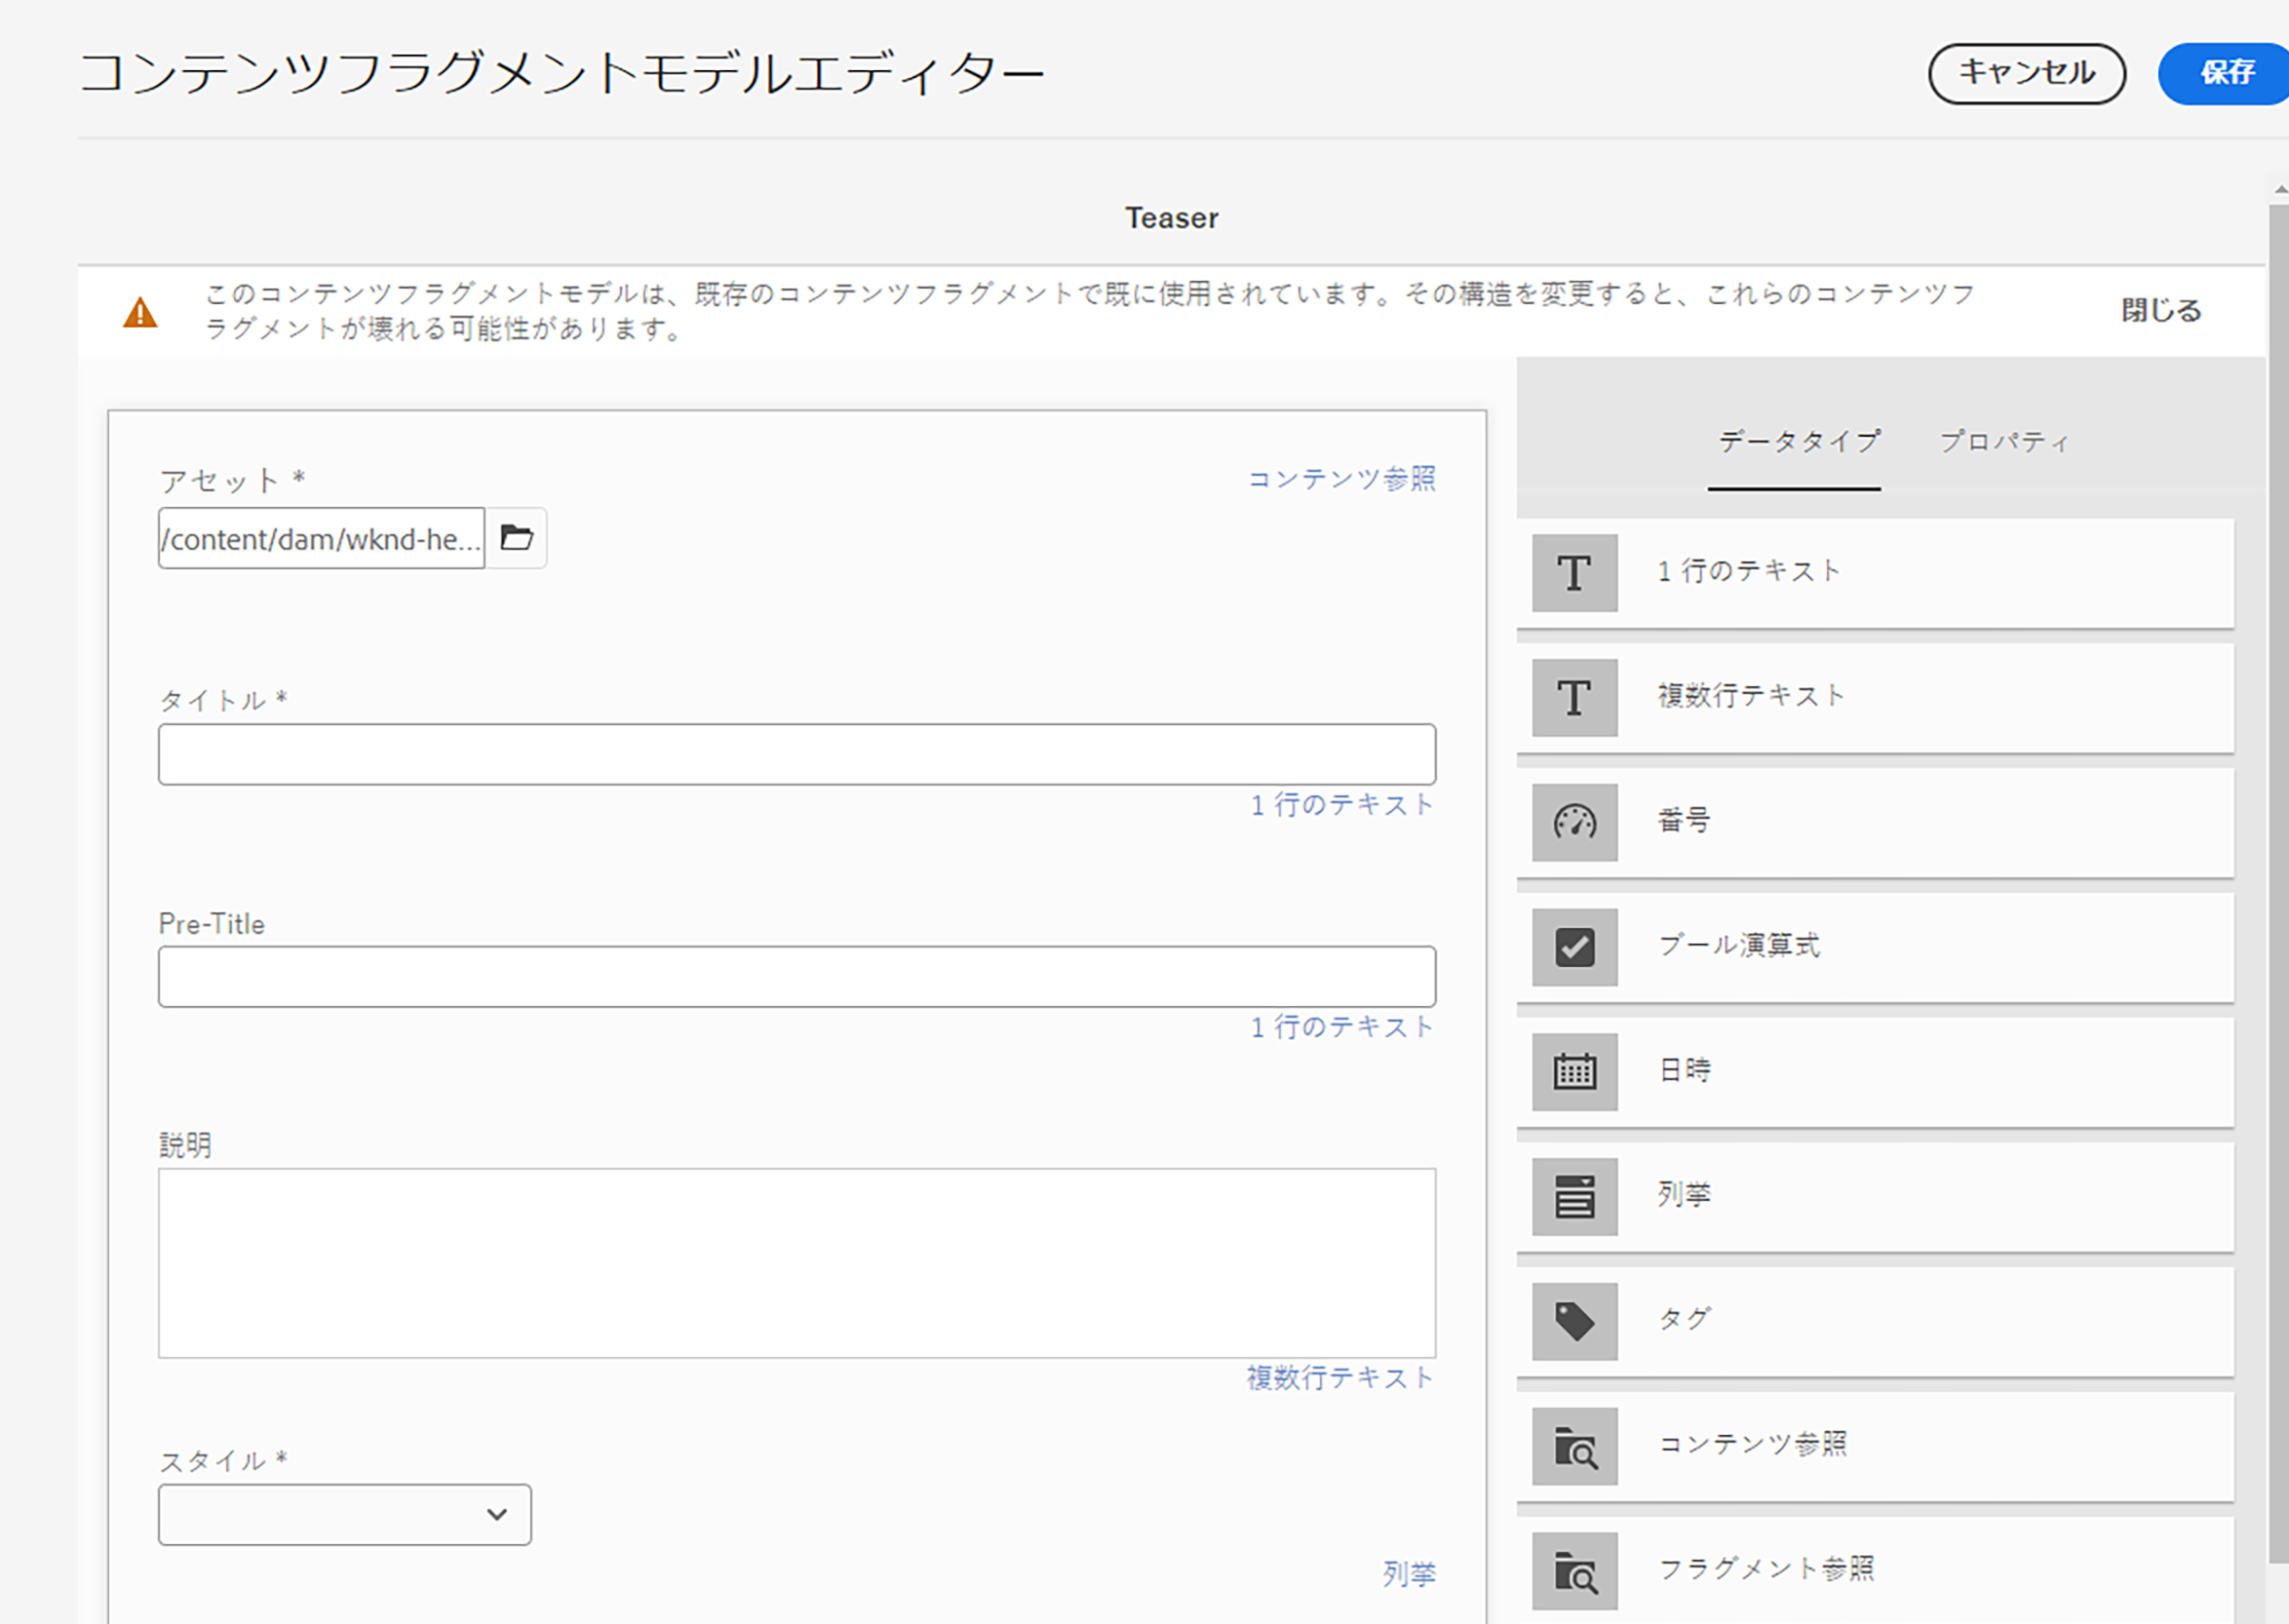 コンテンツフラグメントモデルエディター
キャンセル
保存
Teaser
このコンテンツフラグメントモデルは、既存のコンテンツフラグメントで既に使用されています。その構造を変更すると、これらのコンテンツフ
ラグメントが壊れる可能性があります。
閉じる
アセット *
コンテンツ参照
/content/dam/wknd-he...
タイトル *
1 行のテキスト
Pre-Title
1 行のテキスト
説明
複数行テキスト
スタイル *
列挙
データタイプ
プロパティ
1 行のテキスト
複数行テキスト
番号
ブール演算式
日時
列挙
タグ
コンテンツ参照
フラグメント参照